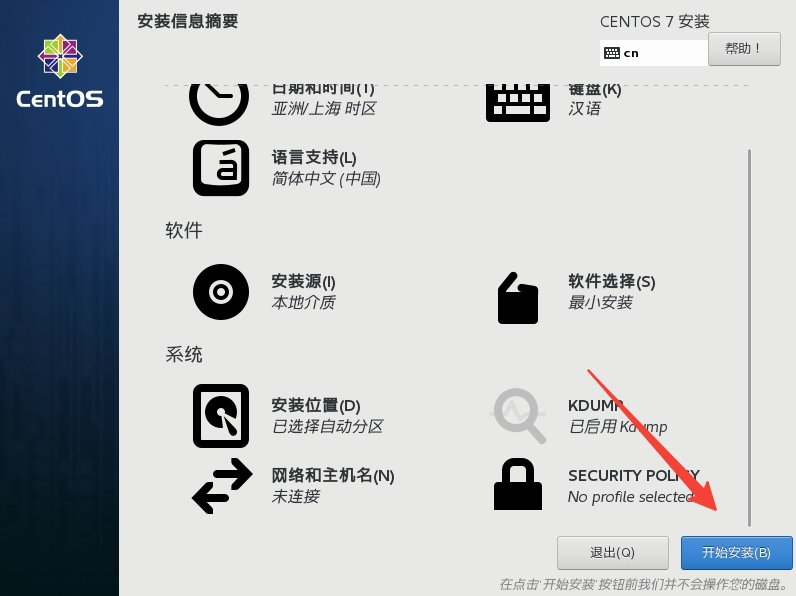 安装信息摘要
CENTOS 7 安装
cn
帮助！
CentOS
日期和时间(T)
亚洲/上海 时区
键盘(K)
汉语
语言支持(L)
简体中文 (中国)
软件
安装源(I)
本地介质
软件选择(S)
最小安装
系统
安装位置(D)
已选择自动分区
KDUMP
已启用 Kdump
网络和主机名(N)
未连接
SECURITY POLICY
No profile selected
退出(Q)
开始安装(B)
在点击'开始安装'按钮前我们并不会操作您的磁盘。